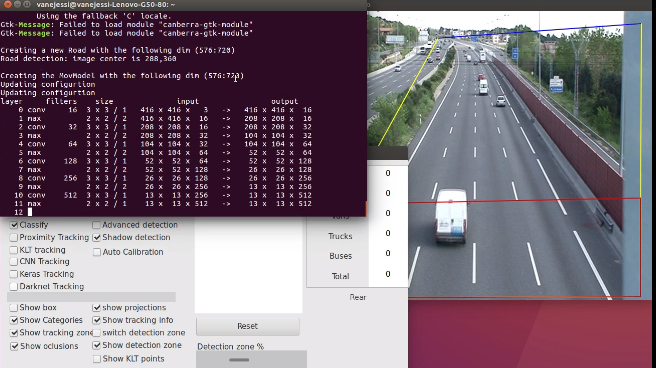 vanejessi@vanejessi-Lenovo-G50-80: ~
Using the fallback 'C' locale.
Gtk-Message: Failed to load module "canberra-gtk-module"
Gtk-Message: Failed to load module "canberra-gtk-module"
Creating a new Road with the following dim (576:720)
Road detection: image center is 288,360
Creating the MovModel with the following dim (576:720)
Updating configurtion
Updating configurtion
layer filters size input output
0 conv 16 3 x 3 / 1 416 x 416 x 3 -> 416 x 416 x 16
1 max 2 x 2 / 2 416 x 416 x 16 -> 208 x 208 x 16
2 conv 32 3 x 3 / 1 208 x 208 x 16 -> 208 x 208 x 32
3 max 2 x 2 / 2 208 x 208 x 32 -> 104 x 104 x 32
4 conv 64 3 x 3 / 1 104 x 104 x 32 -> 104 x 104 x 64
5 max 2 x 2 / 2 104 x 104 x 64 -> 52 x 52 x 64
6 conv 128 3 x 3 / 1 52 x 52 x 64 -> 52 x 52 x 128
7 max 2 x 2 / 2 52 x 52 x 128 -> 26 x 26 x 128
8 conv 256 3 x 3 / 1 26 x 26 x 128 -> 26 x 26 x 256
9 max 2 x 2 / 2 26 x 26 x 256 -> 13 x 13 x 256
10 conv 512 3 x 3 / 1 13 x 13 x 256 -> 13 x 13 x 512
11 max 2 x 2 / 1 13 x 13 x 512 -> 13 x 13 x 512
12
0
0
0
Trucks 0
Buses 0
Total 0
Rear
Classify Advanced detection
Proximity Tracking Shadow detection
KLT tracking Auto Calibration
CNN Tracking
Keras Tracking
Darknet Tracking
Show box show projections
Show Categories Show tracking info
Show tracking zone switch detection zone
Show oclusions Show detection zone
Show KLT points
Reset
Detection zone %